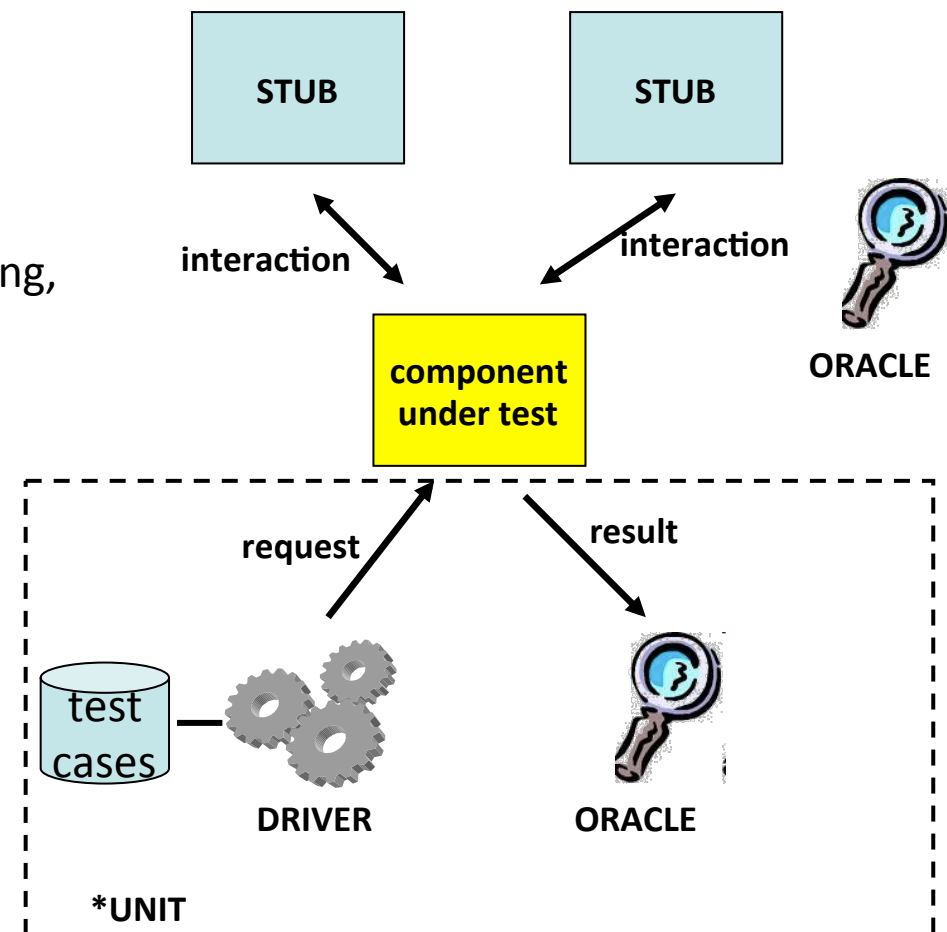 STUB
STUB
interaction
interaction
ng,
ORACLE
component
under test
request
result
test
cases
DRIVER
ORACLE
*UNIT